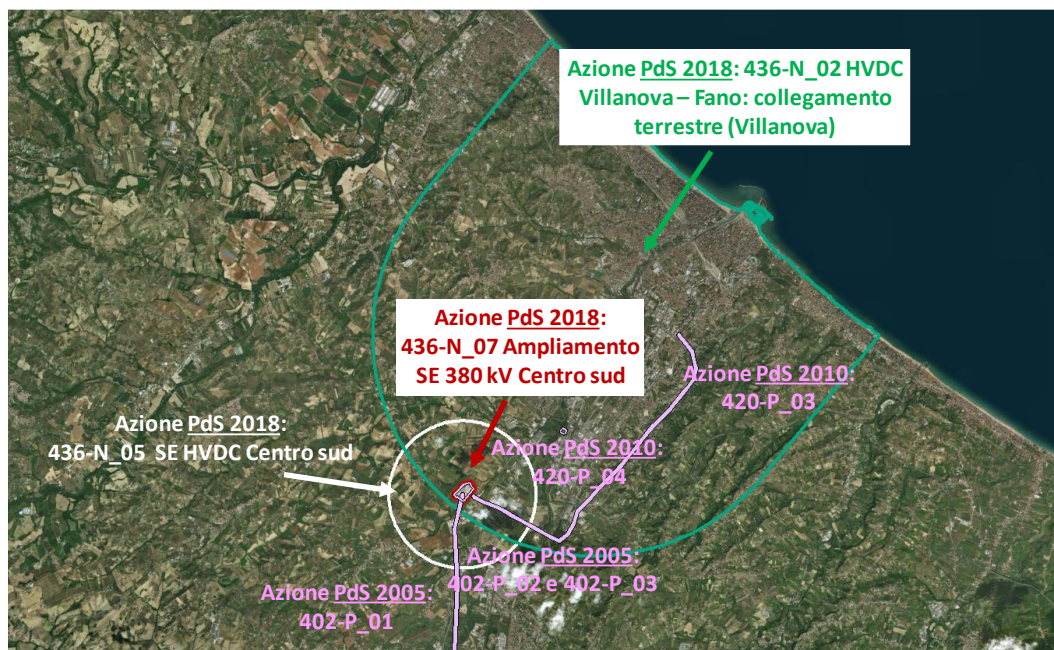 Azione PdS 2018: 436-N_02 HVDC
Villanova – Fano: collegamento
terrestre (Villanova)
Azione PdS 2018:
436-N_07 Ampliamento
SE 380 kV Centro sud
Azione PdS 2010:
420-P_03
Azione PdS 2018:
436-N_05 SE HVDC Centro sud
Azione PdS 2010:
420-P_04
Azione PdS 2005:
402-P_02 e 402-P_03
Azione PdS 2005:
402-P_01